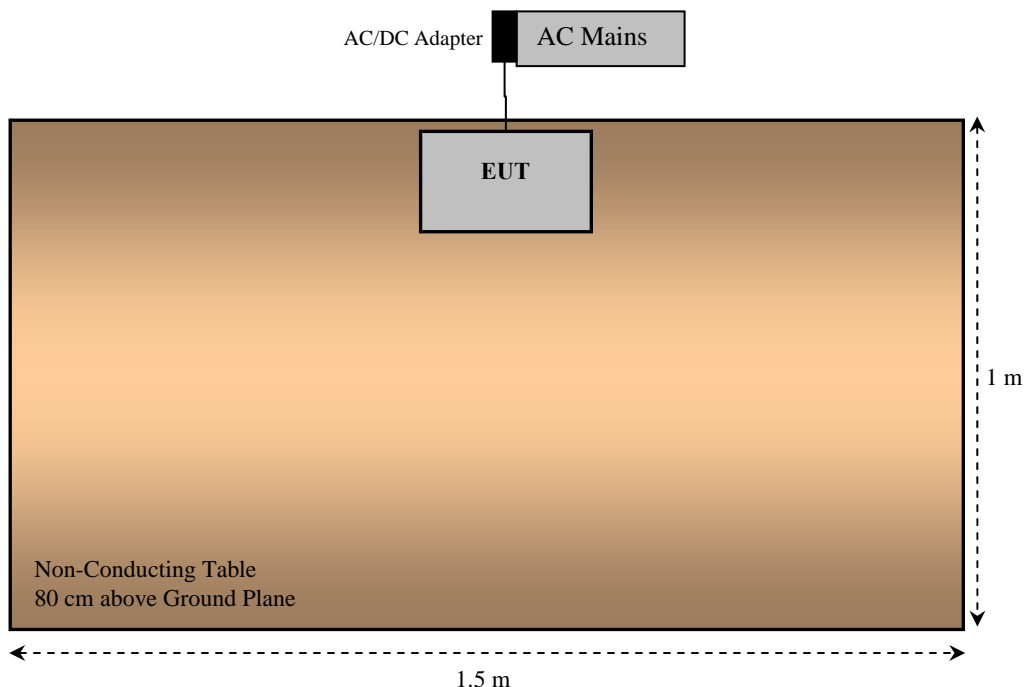 AC/DC Adapter
AC Mains
EUT
1 m
Non-Conducting Table
80 cm above Ground Plane
1.5 m